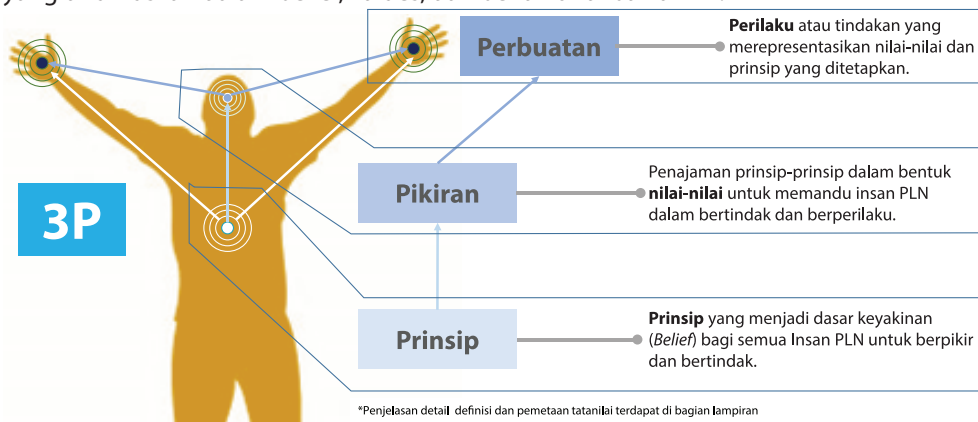 Perbuatan
Perilaku atau tindakan yang
merepresentasikan nilai-nilai dan
prinsip yang ditetapkan.
3P
Pikiran
Penajaman prinsip-prinsip dalam bentuk
nilai-nilai untuk memandu insan PLN
dalam bertindak dan berperilaku.
Prinsip
Prinsip yang menjadi dasar keyakinan
(Belief) bagi semua Insan PLN untuk berpikir
dan bertindak.
*Penjelasan detail definisi dan pemetaan tatanilai terdapat di bagian lampiran